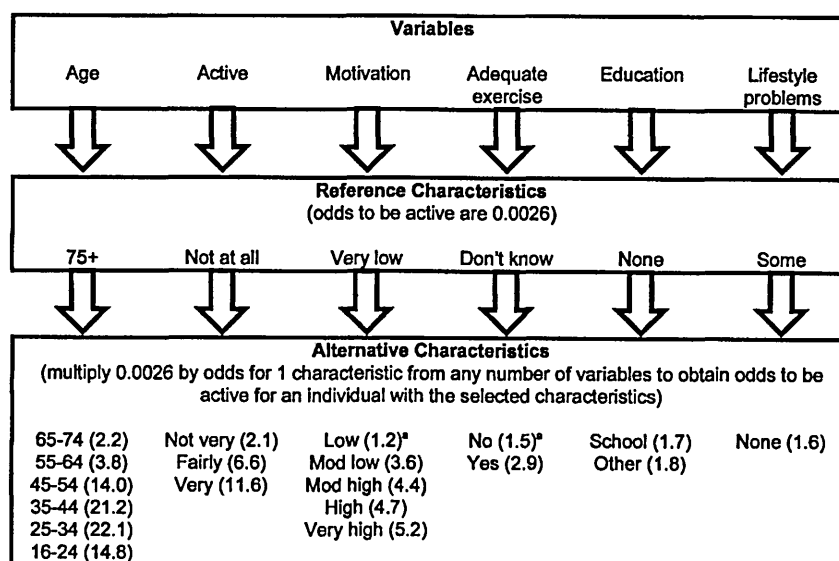 Variables
Age Active Motivation Adequate exercise Education Lifestyle problems
Reference Characteristics
(odds to be active are 0.0026)
75+ Not at all Very low Don't know None Some
Alternative Characteristics
(multiply 0.0026 by odds for 1 characteristic from any number of variables to obtain odds to be
active for an individual with the selected characteristics)
65-74 (2.2) Not very (2.1) Low (1.2)ª No (1.5)ª School (1.7) None (1.6)
55-64 (3.8) Fairly (6.6) Mod low (3.6) Yes (2.9) Other (1.8)
45-54 (14.0) Very (11.6) Mod high (4.4)
35-44 (21.2) High (4.7)
25-34 (22.1) Very high (5.2)
16-24 (14.8)